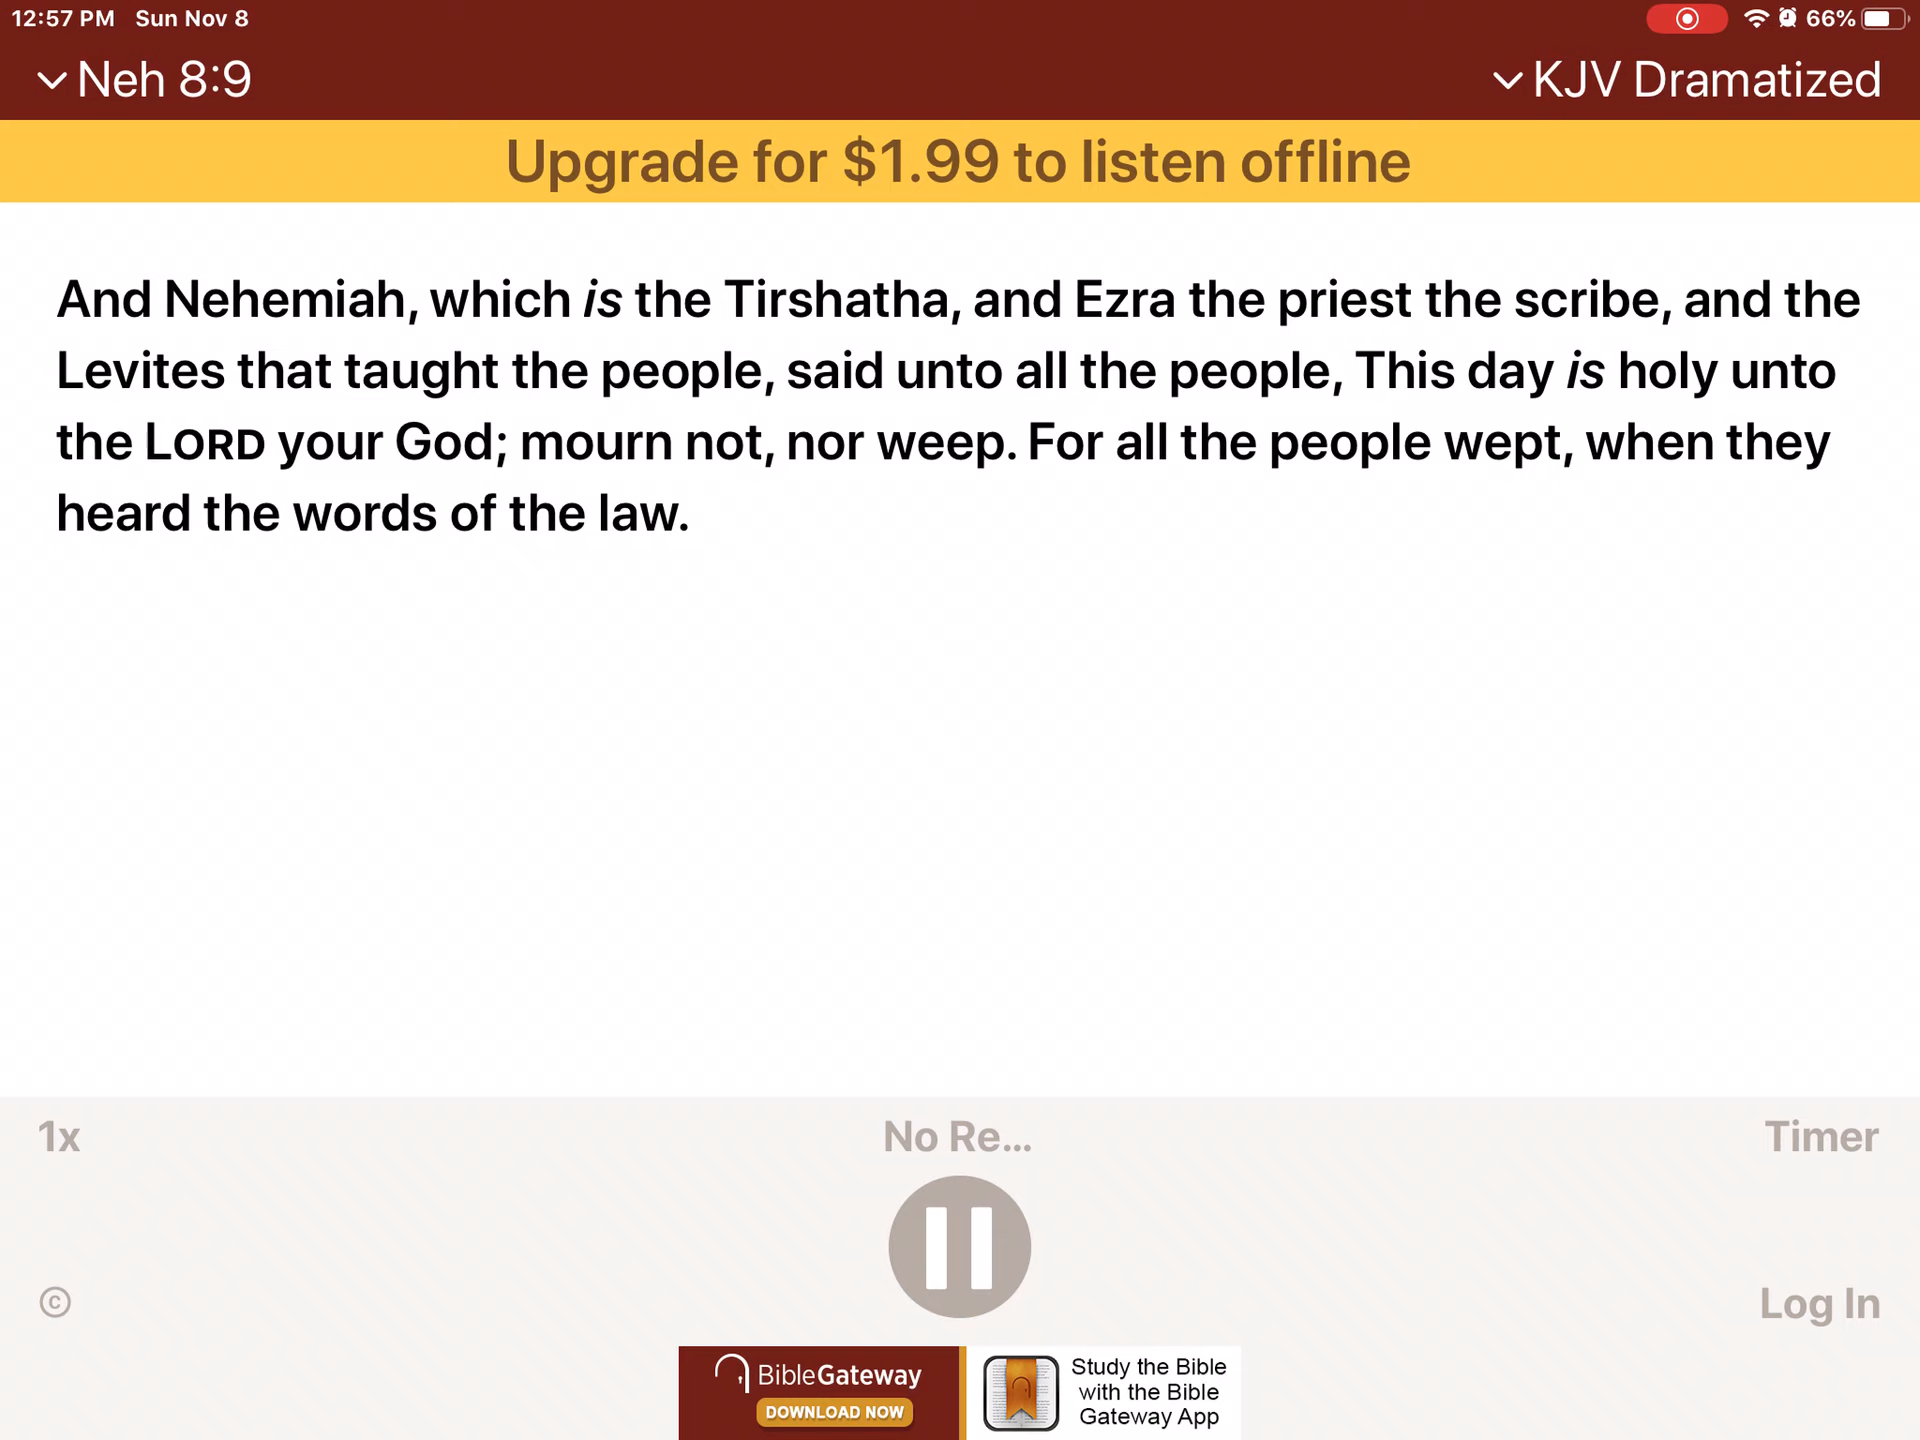 12:57 PM Sun Nov 8 66%
Neh 8:9 KJV Dramatized
Upgrade for $1.99 to listen offline
And Nehemiah, which is the Tirshatha, and Ezra the priest the scribe, and the
Levites that taught the people, said unto all the people, This day is holy unto
the LORD your God; mourn not, nor weep. For all the people wept, when they
heard the words of the law.
1x No Re... Timer
© Log In
BibleGateway
DOWNLOAD NOW
Study the Bible
with the Bible
Gateway App